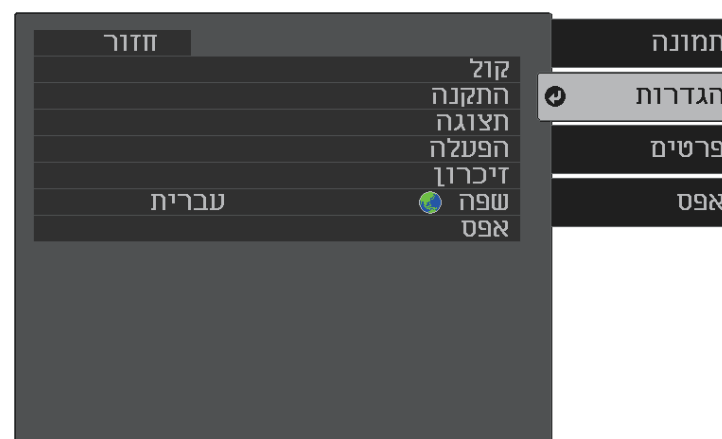 חזור
קול
התקנה
תצוגה
הפעלה
זיכרון
שפה עברית
אפס
תמונה
הגדרות
פרטים
אפס